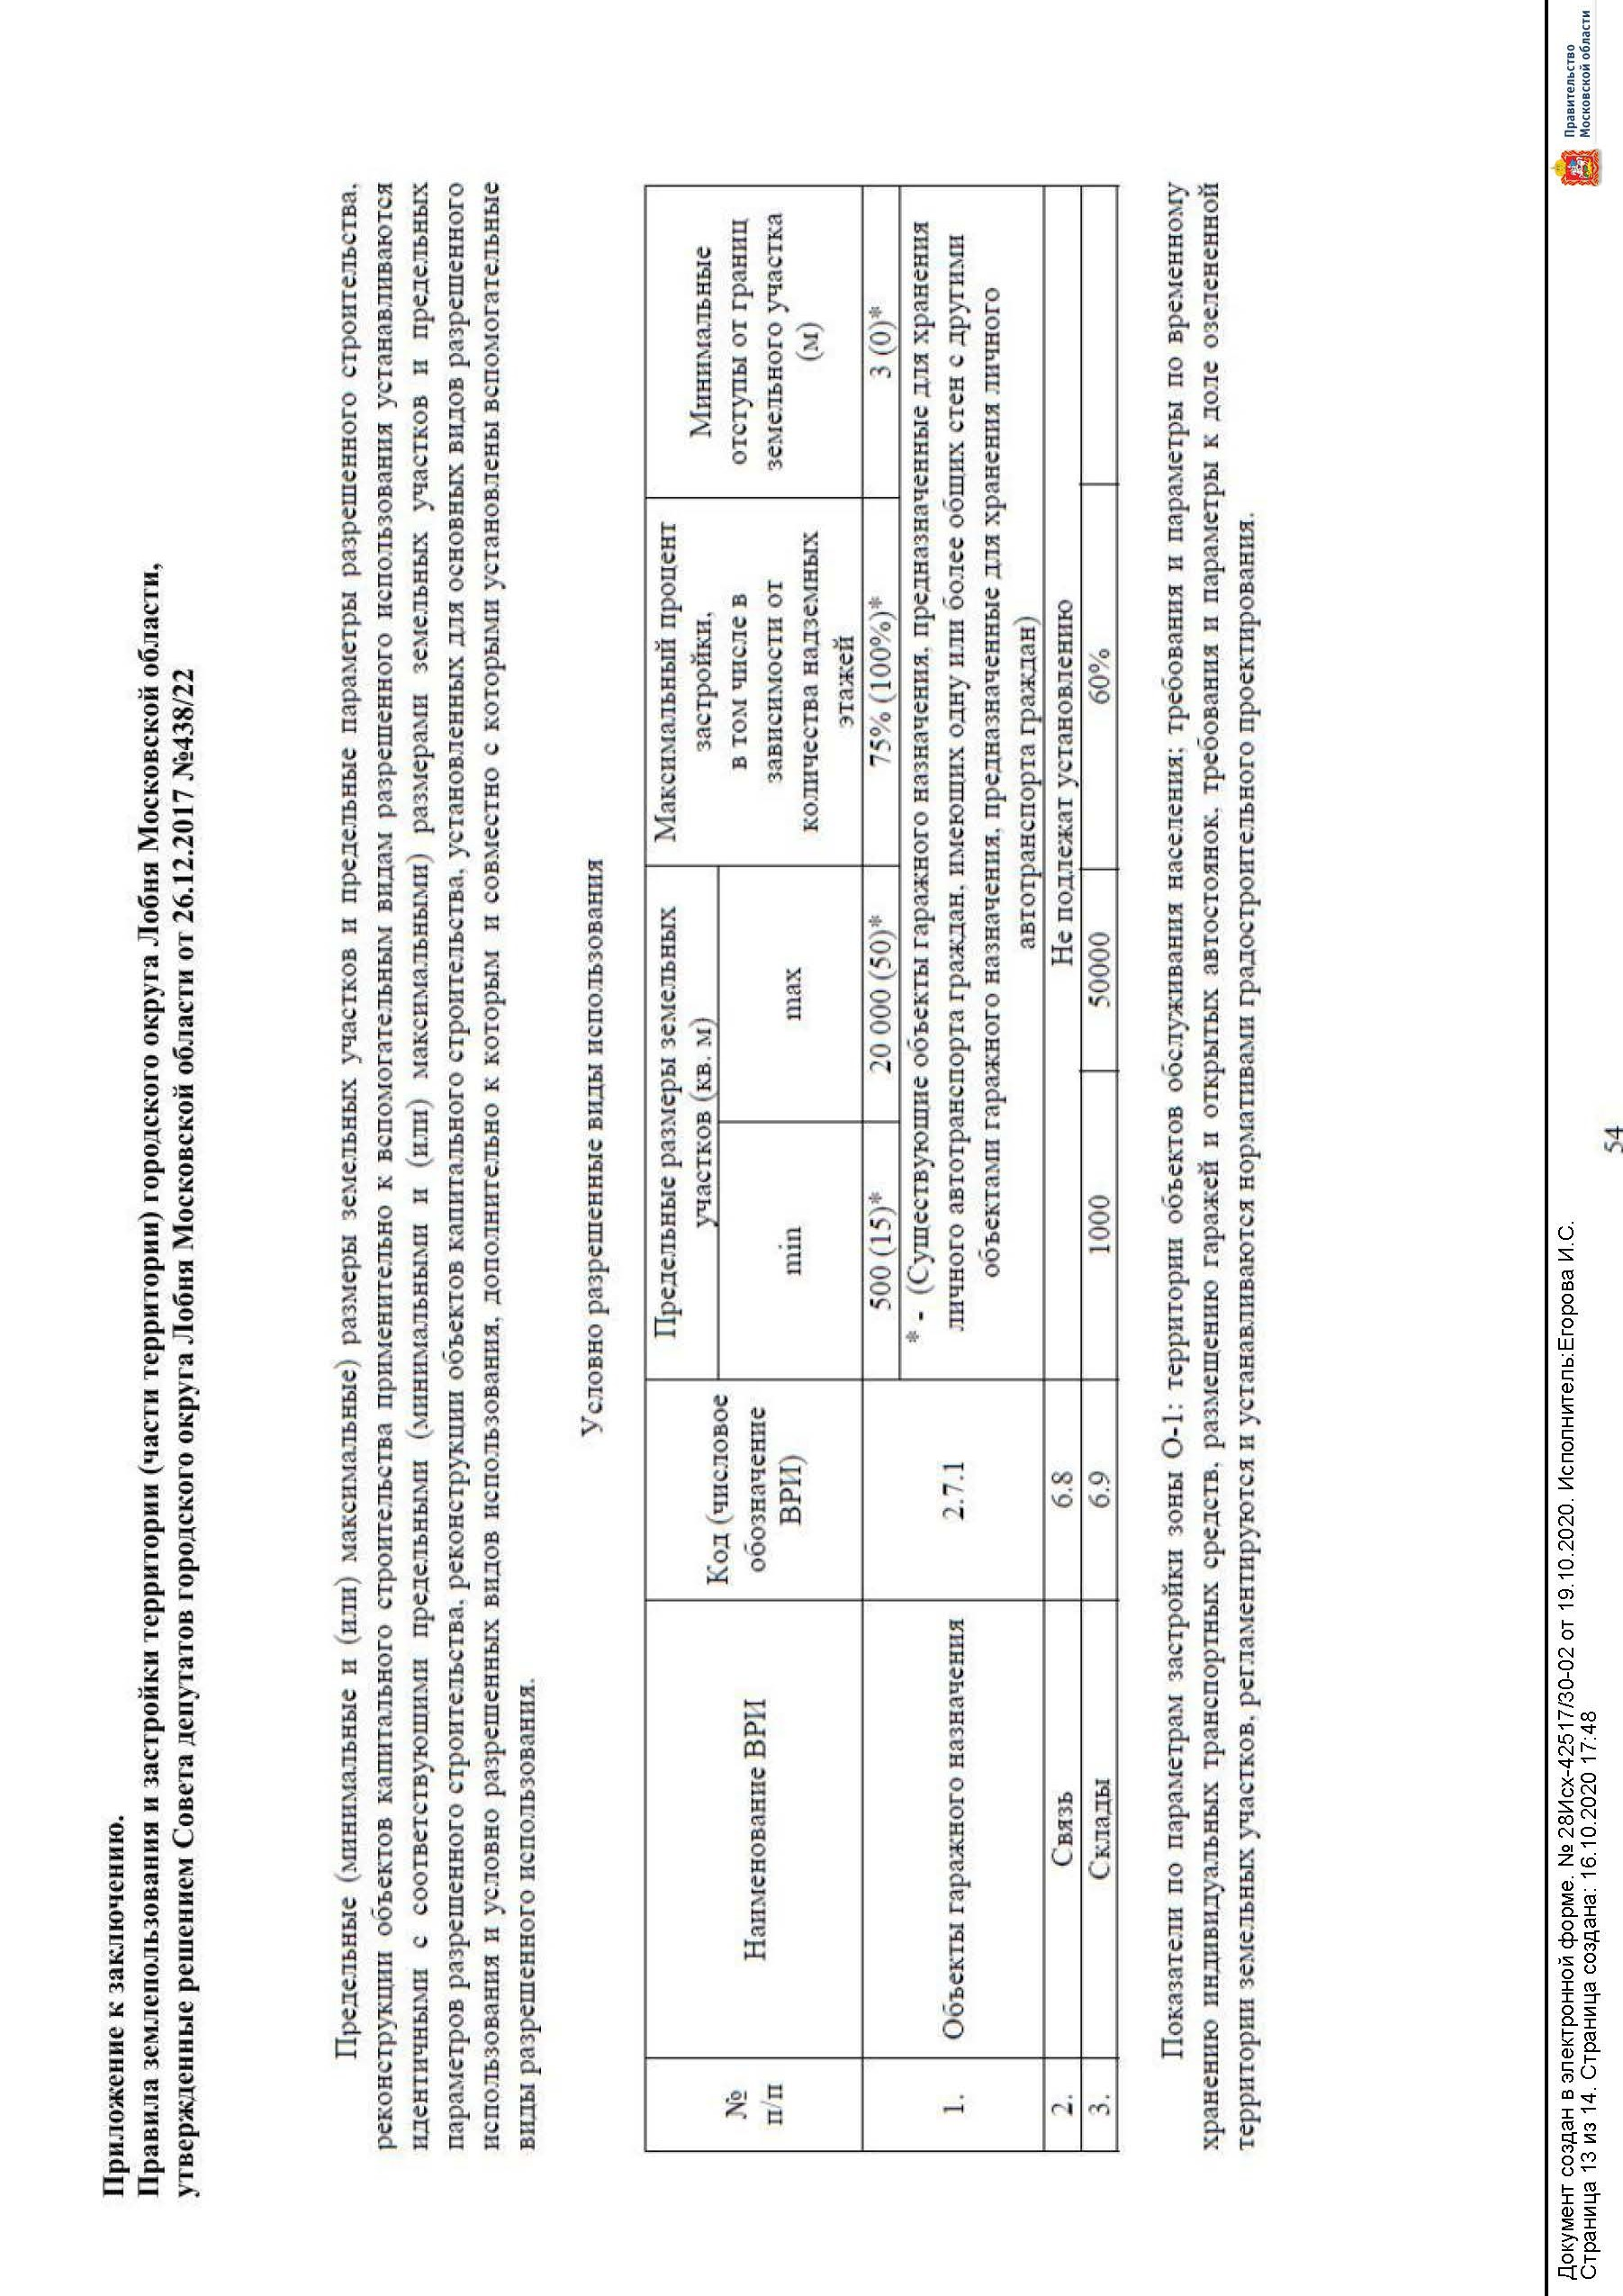 Приложение к заключению.
Правила землепользования и застройки территории (части территории) городского округа Лобня Московской области,
утвержденные решением Совета депутатов городского округа Лобня Московской области от 26.12.2017 №438/22
Предельные (минимальные и (или) максимальные) размеры земельных участков и предельные параметры разрешенного строительства,
реконструкции объектов капитального строительства применительно к вспомогательным видам разрешенного использования устанавливаются
идентичными с соответствующими предельными (минимальными и (или) максимальными) размерами земельных участков и предельных
параметров разрешенного строительства, реконструкции объектов капитального строительства, установленных для основных видов разрешенного
использования и условно разрешенных видов использования, дополнительно к которым и совместно с которыми установлены вспомогательные
виды разрешенного использования.
Условно разрешенные виды использования
№
п/п
Наименование ВРИ
Код (числовое
обозначение
ВРИ)
Предельные размеры земельных
участков (кв. м)
min
max
Максимальный процент
застройки,
в том числе в
зависимости от
количества надземных
этажей
Минимальные
отступы от границ
земельного участка
(м)
1.
Объекты гаражного назначения
2.7.1
500 (15)*
20 000 (50)*
75% (100%)*
3 (0)*
* - (Существующие объекты гаражного назначения, предназначенные для хранения
личного автотранспорта граждан, имеющих одну или более общих стен с другими
объектами гаражного назначения, предназначенные для хранения личного
автотранспорта граждан)
2.
Связь
6.8
Не подлежат установлению
3.
Склады
6.9
1000
50000
60%
Показатели по параметрам застройки зоны О-1: территории объектов обслуживания населения; требования и параметры по временному
хранению индивидуальных транспортных средств, размещению гаражей и открытых автостоянок, требования и параметры к доле озелененной
территории земельных участков, регламентируются и устанавливаются нормативами градостроительного проектирования.
Документ создан в электронной форме. № 28Исх-42517/30-02 от 19.10.2020. Исполнитель:Егорова И.С.
Страница 13 из 14. Страница создана: 16.10.2020 17:48
Правительство
Московской области
54